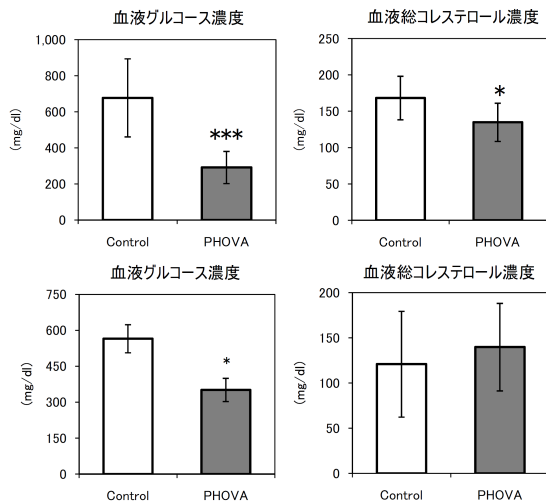 血液グルコース濃度
1,000
800
600
400
200
0
(mg/dl)
***
Control
PHOVA
血液総コレステロール濃度
250
200
150
100
50
0
(mg/dl)
*
Control
PHOVA
血液グルコース濃度
750
600
450
300
150
0
(mg/dl)
*
Control
PHOVA
血液総コレステロール濃度
200
150
100
50
0
(mg/dl)
Control
PHOVA